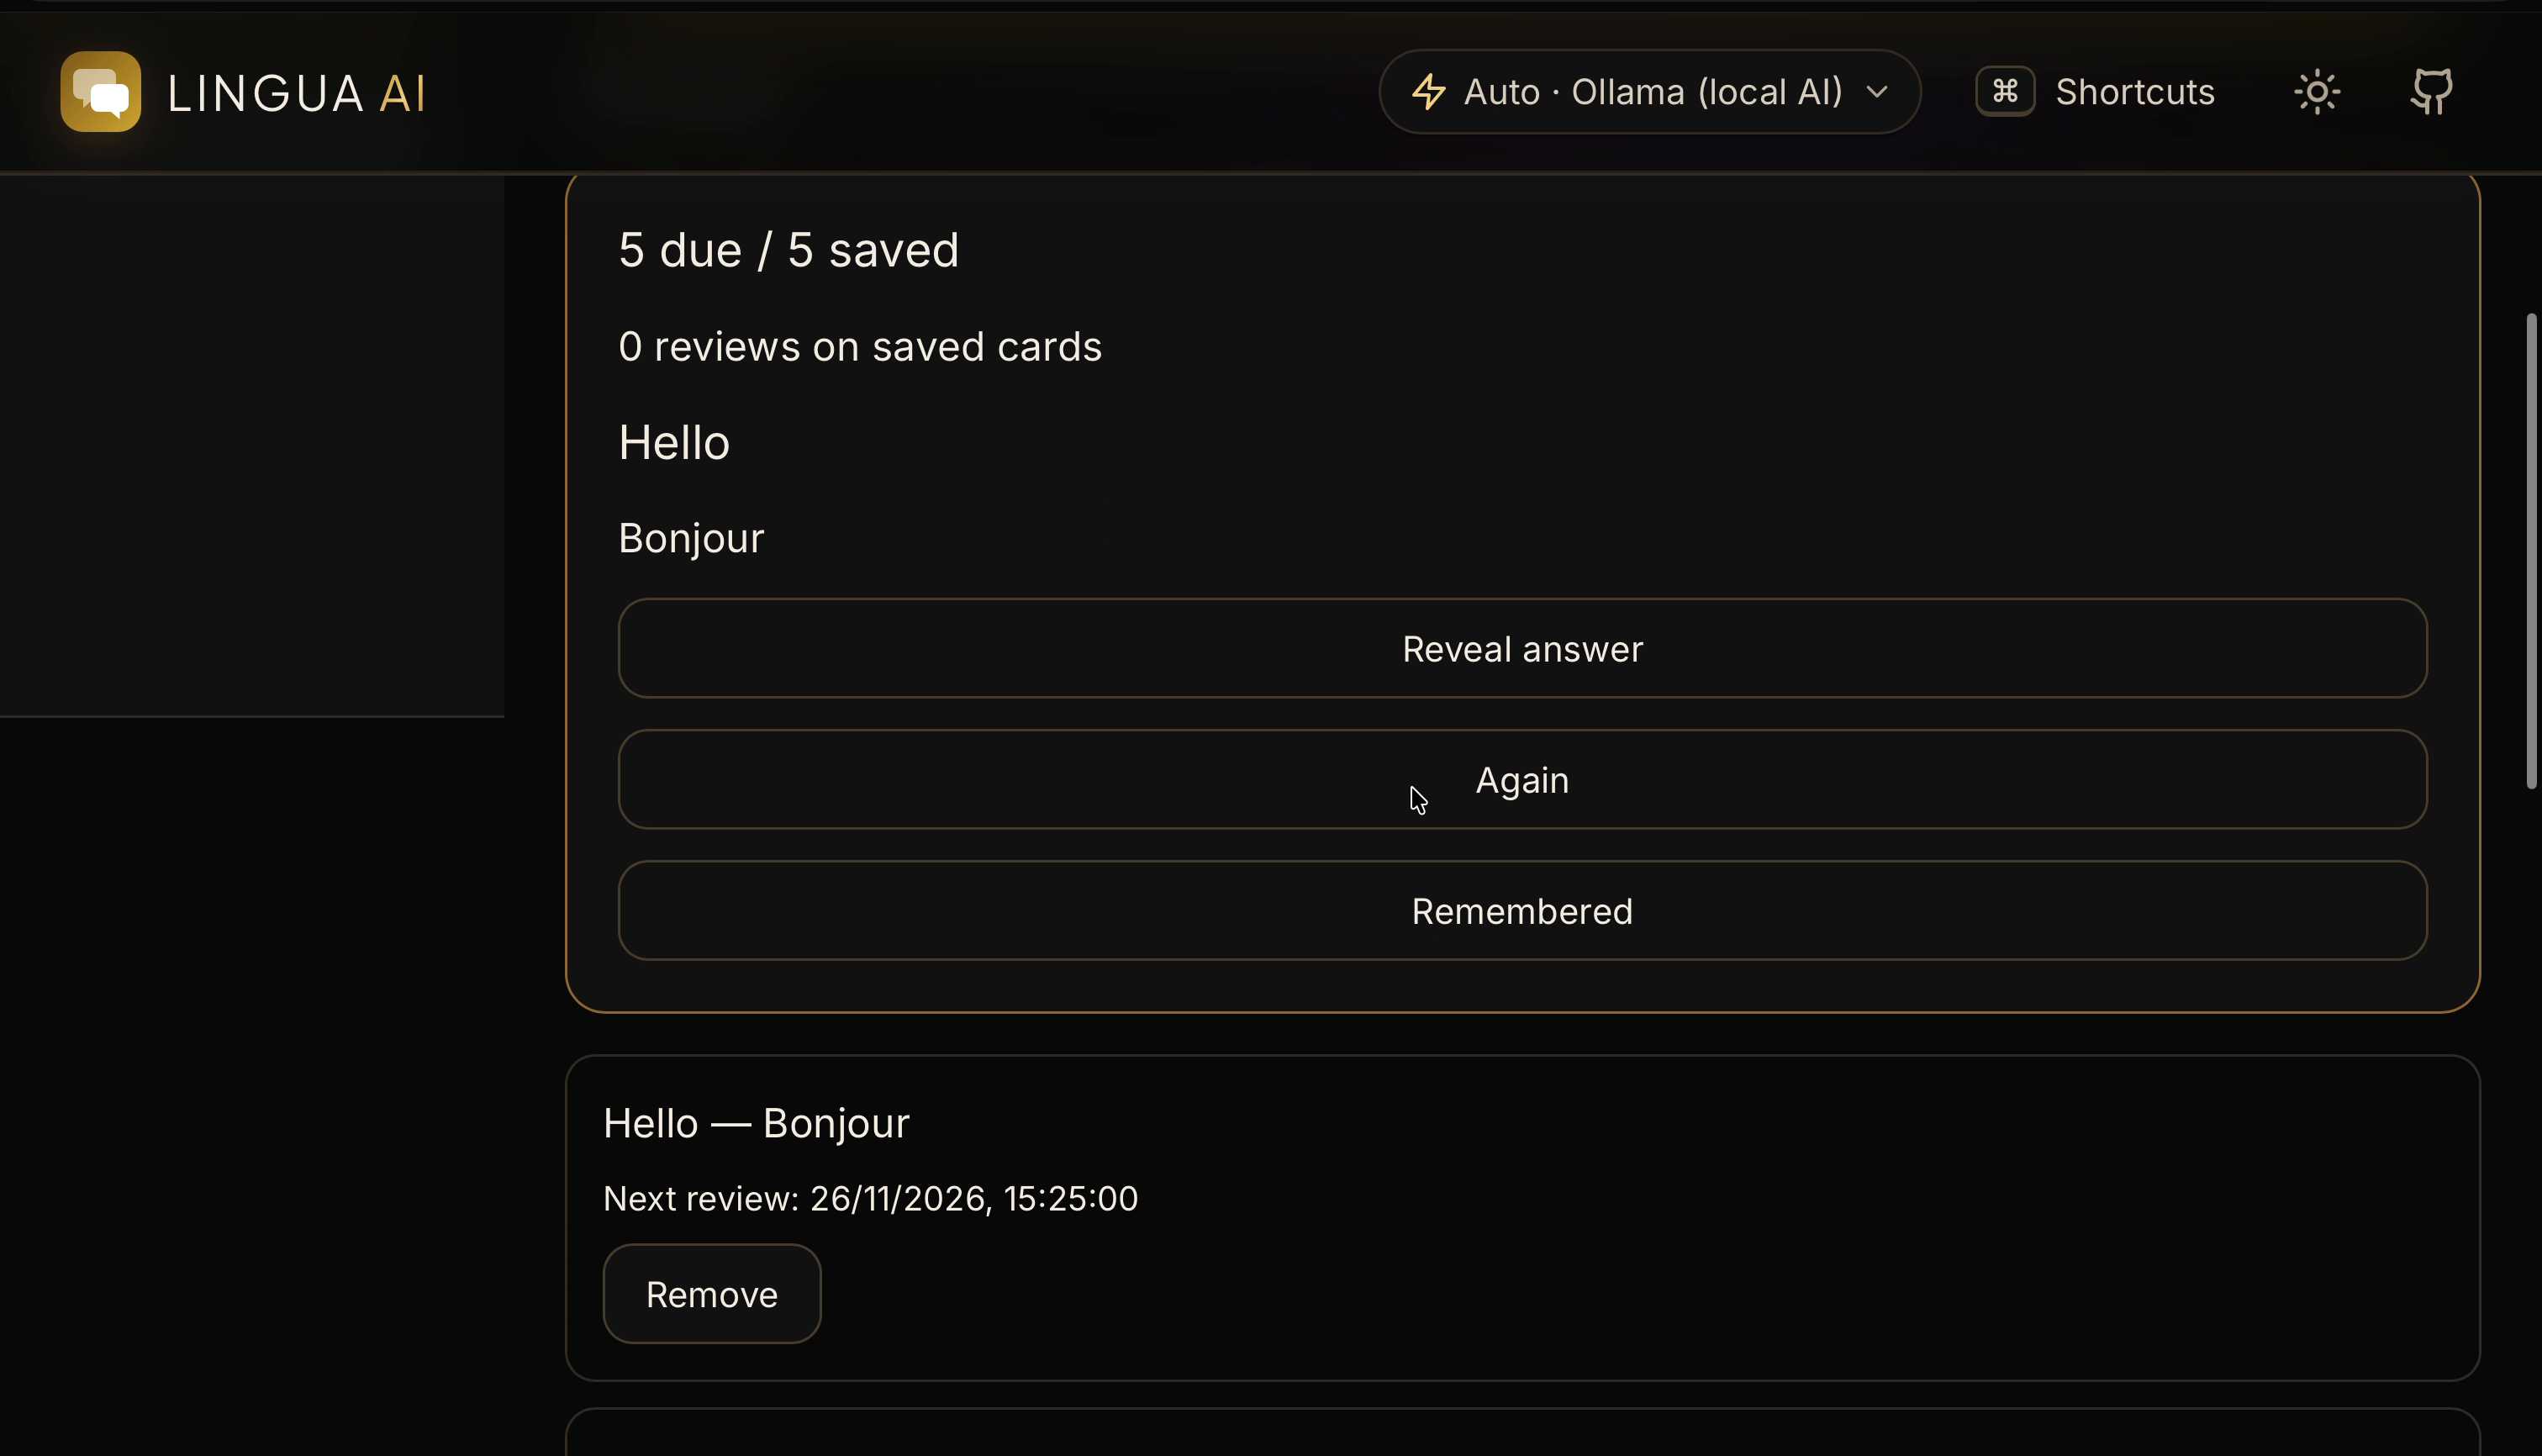 LINGUA AI
Auto · Ollama (local AI)
⌘ Shortcuts
5 due / 5 saved
0 reviews on saved cards
Hello
Bonjour
Reveal answer
Again
Remembered
Hello — Bonjour
Next review: 26/11/2026, 15:25:00
Remove